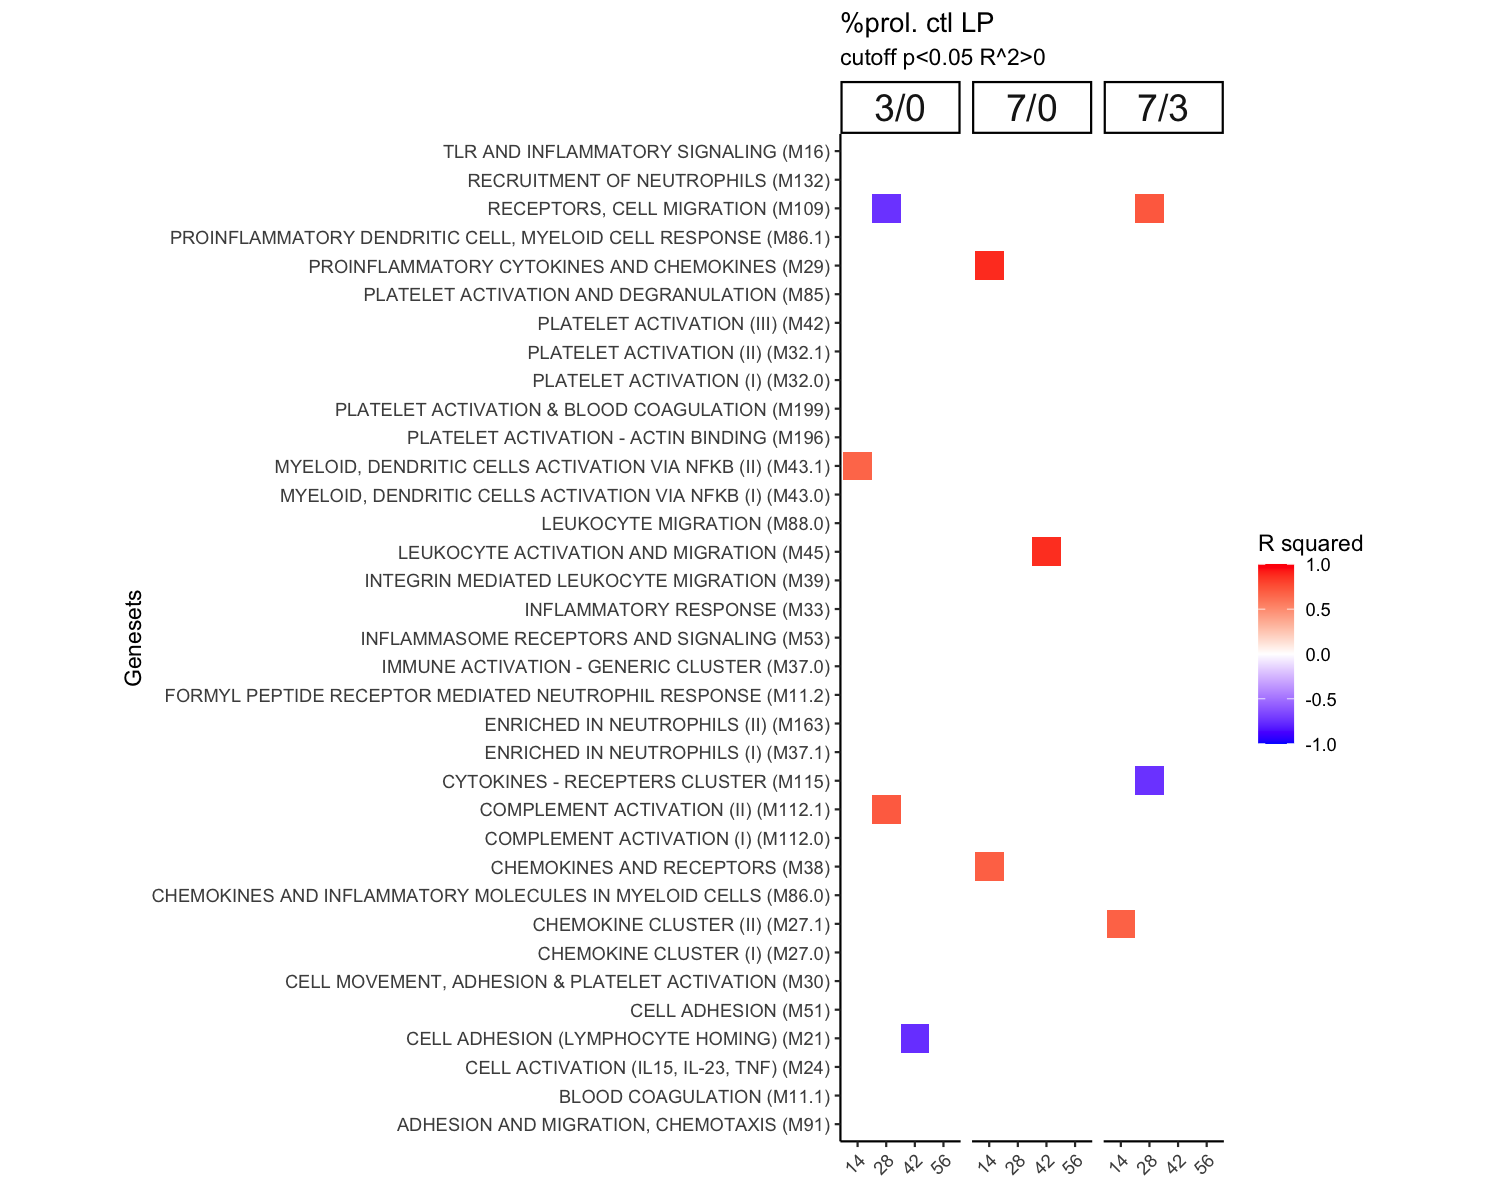 %prol. ctl LP
cutoff p<0.05 R^2>0
3/0 7/0 7/3
TLR AND INFLAMMATORY SIGNALING (M16)
RECRUITMENT OF NEUTROPHILS (M132)
RECEPTORS, CELL MIGRATION (M109)
PROINFLAMMATORY DENDRITIC CELL, MYELOID CELL RESPONSE (M86.1)
PROINFLAMMATORY CYTOKINES AND CHEMOKINES (M29)
PLATELET ACTIVATION AND DEGRANULATION (M85)
PLATELET ACTIVATION (III) (M42)
PLATELET ACTIVATION (II) (M32.1)
PLATELET ACTIVATION (I) (M32.0)
PLATELET ACTIVATION & BLOOD COAGULATION (M199)
PLATELET ACTIVATION - ACTIN BINDING (M196)
MYELOID, DENDRITIC CELLS ACTIVATION VIA NFKB (II) (M43.1)
MYELOID, DENDRITIC CELLS ACTIVATION VIA NFKB (I) (M43.0)
LEUKOCYTE MIGRATION (M88.0)
LEUKOCYTE ACTIVATION AND MIGRATION (M45)
INTEGRIN MEDIATED LEUKOCYTE MIGRATION (M39)
INFLAMMATORY RESPONSE (M33)
INFLAMMASOME RECEPTORS AND SIGNALING (M53)
IMMUNE ACTIVATION - GENERIC CLUSTER (M37.0)
FORMYL PEPTIDE RECEPTOR MEDIATED NEUTROPHIL RESPONSE (M11.2)
ENRICHED IN NEUTROPHILS (II) (M163)
ENRICHED IN NEUTROPHILS (I) (M37.1)
CYTOKINES - RECEPTERS CLUSTER (M115)
COMPLEMENT ACTIVATION (II) (M112.1)
COMPLEMENT ACTIVATION (I) (M112.0)
CHEMOKINES AND RECEPTORS (M38)
CHEMOKINES AND INFLAMMATORY MOLECULES IN MYELOID CELLS (M86.0)
CHEMOKINE CLUSTER (II) (M27.1)
CHEMOKINE CLUSTER (I) (M27.0)
CELL MOVEMENT, ADHESION & PLATELET ACTIVATION (M30)
CELL ADHESION (M51)
CELL ADHESION (LYMPHOCYTE HOMING) (M21)
CELL ACTIVATION (IL15, IL-23, TNF) (M24)
BLOOD COAGULATION (M11.1)
ADHESION AND MIGRATION, CHEMOTAXIS (M91)
Genesets
14 28 42 56 14 28 42 56 14 28 42 56
R squared
1.0
0.5
0.0
-0.5
-1.0